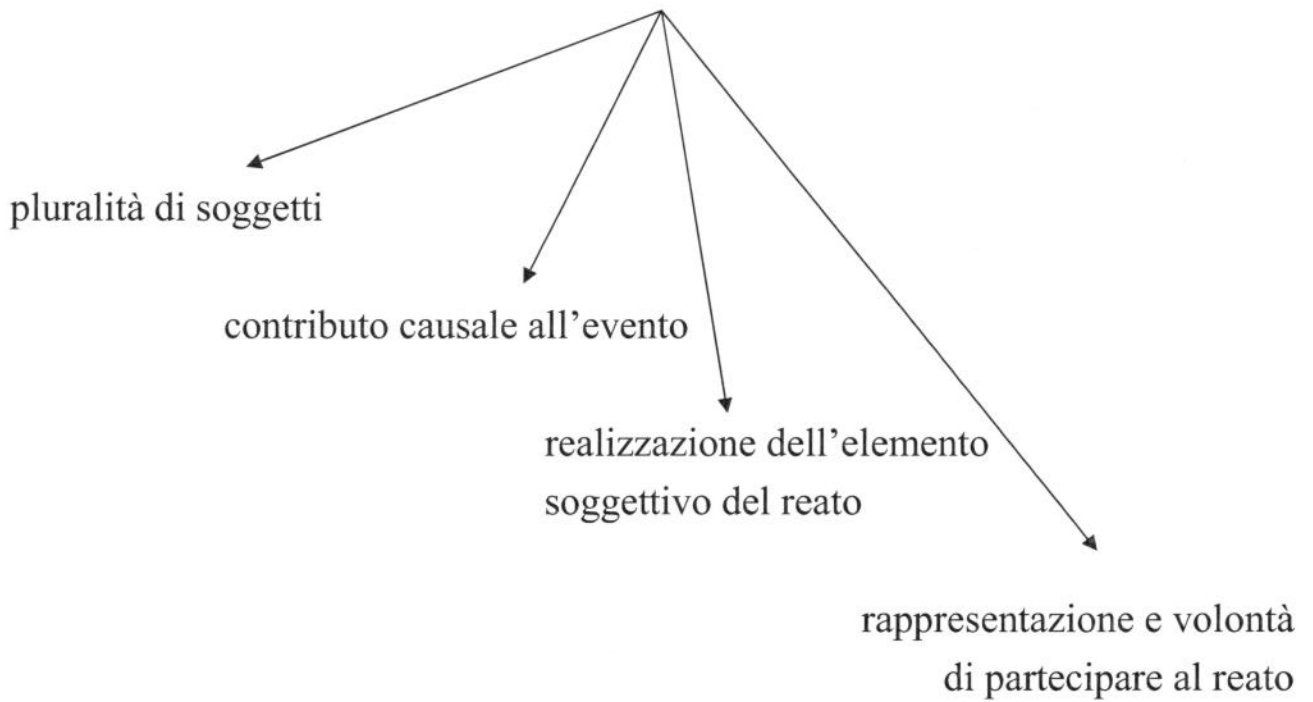 pluralità di soggetti
contributo causale all’evento
realizzazione dell’elemento
soggettivo del reato
rappresentazione e volontà
di partecipare al reato